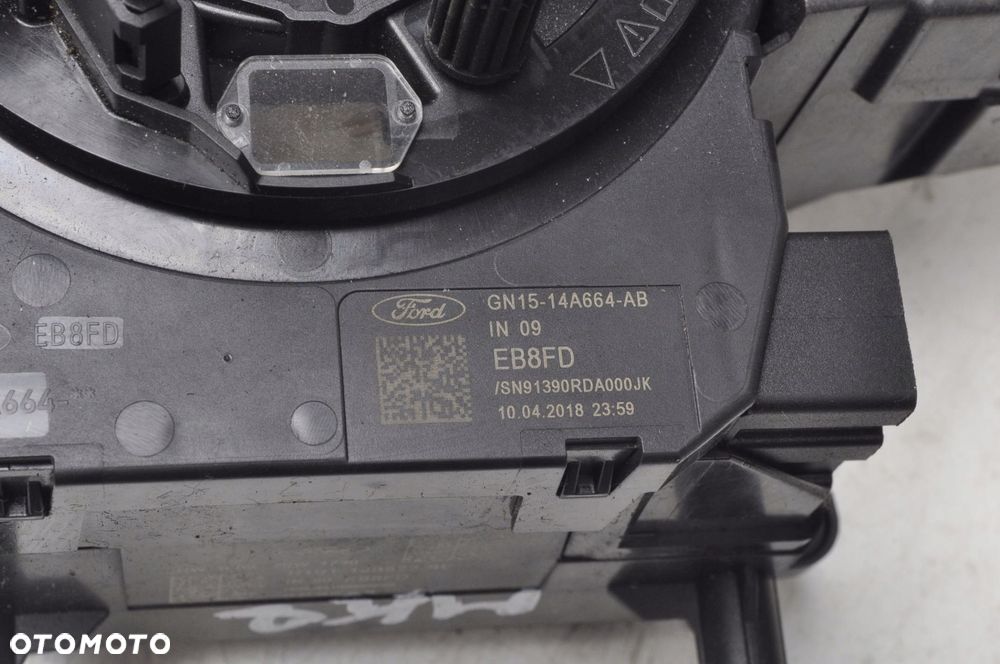 Ford
GN15-14A664-AB
IN 09
EB8FD
/SN91390RDA000JK
10.04.2018 23:59
EB8FD
664-
OTOMOTO